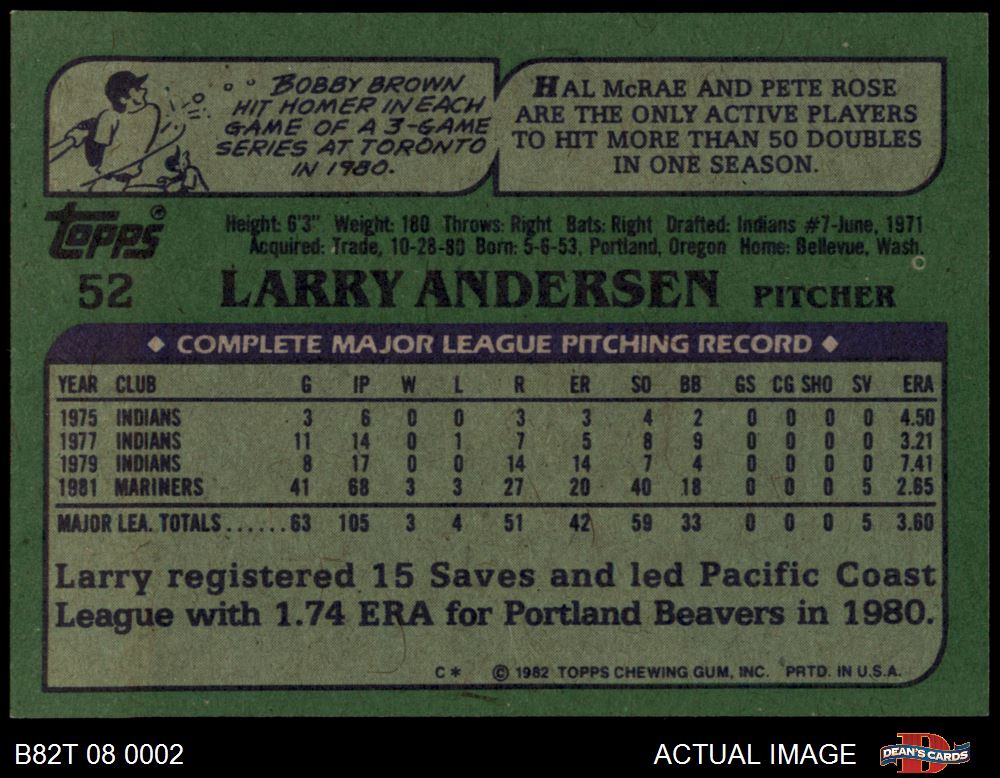 BOBBY BROWN
HIT HOMER IN EACH
GAME OF A 3-GAME
SERIES AT TORONTO
IN 1980.
HAL McRAE AND PETE ROSE
ARE THE ONLY ACTIVE PLAYERS
TO HIT MORE THAN 50 DOUBLES
IN ONE SEASON.
Topps®
52
Height: 6'3" Weight: 180 Throws: Right Bats: Right Drafted: Indians #7-June, 1971
Acquired: Trade, 10-28-80 Born: 5-6-53, Portland, Oregon Home: Bellevue, Wash.
LARRY ANDERSEN PITCHER
◆ COMPLETE MAJOR LEAGUE PITCHING RECORD ◆
YEAR CLUB G IP W L R ER SO BB GS CG SHO SV ERA
1975 INDIANS 3 6 0 0 3 3 4 2 0 0 0 0 4.50
1977 INDIANS 11 14 0 1 7 5 8 9 0 0 0 0 3.21
1979 INDIANS 8 17 0 0 14 14 7 4 0 0 0 0 7.41
1981 MARINERS 41 68 3 3 27 20 40 18 0 0 0 5 2.65
MAJOR LEA. TOTALS......63 105 3 4 51 42 59 33 0 0 0 5 3.60
Larry registered 15 Saves and led Pacific Coast
League with 1.74 ERA for Portland Beavers in 1980.
C* © 1982 TOPPS CHEWING GUM, INC. PRTD. IN U.S.A.
B82T 08 0002
ACTUAL IMAGE
D
DEAN'S CARDS